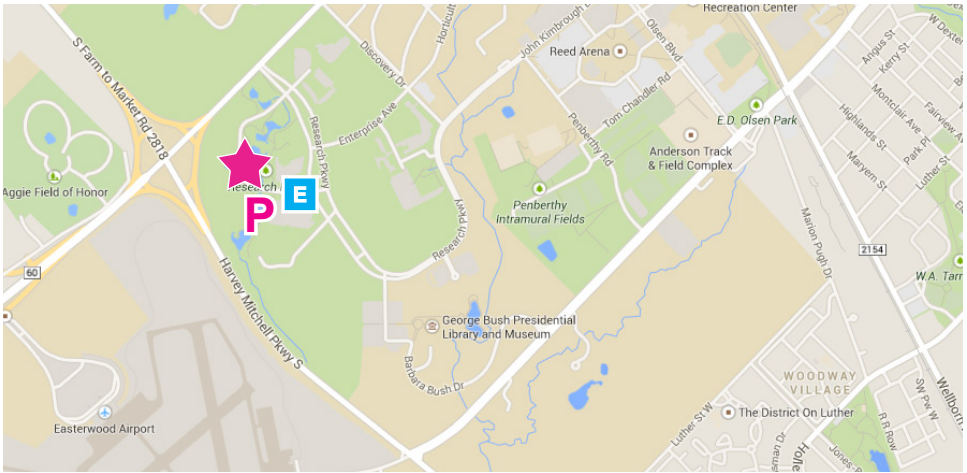 Recreation Center
S Farm to Market Rd 2818
Discovery Dr
John Kimbrough
Olsen Blvd
Reed Arena
W Dexter
Angus St
Kerry St
Tom Chandler Rd
E.D. Olsen Park
Montclair Ave
Fairview Av
Highlands St
Park Pl
Enterprise Ave
Research Pkwy
Penberthy Rd
Anderson Track
& Field Complex
Maryem St
Luther St
Aggie Field of Honor
Research
E
P
Penberthy
Intramural Fields
Research Pkwy
Marion Pugh Dr
2154
60
W.A. Tarr
Harvey Mitchell Pkwy S
George Bush Presidential
Library and Museum
Barbara Bush Dr
WOODWAY
VILLAGE
Wellborn
SW Pw W
Easterwood Airport
Luther St W
The District On Luther
R R Row
Holle
Jones